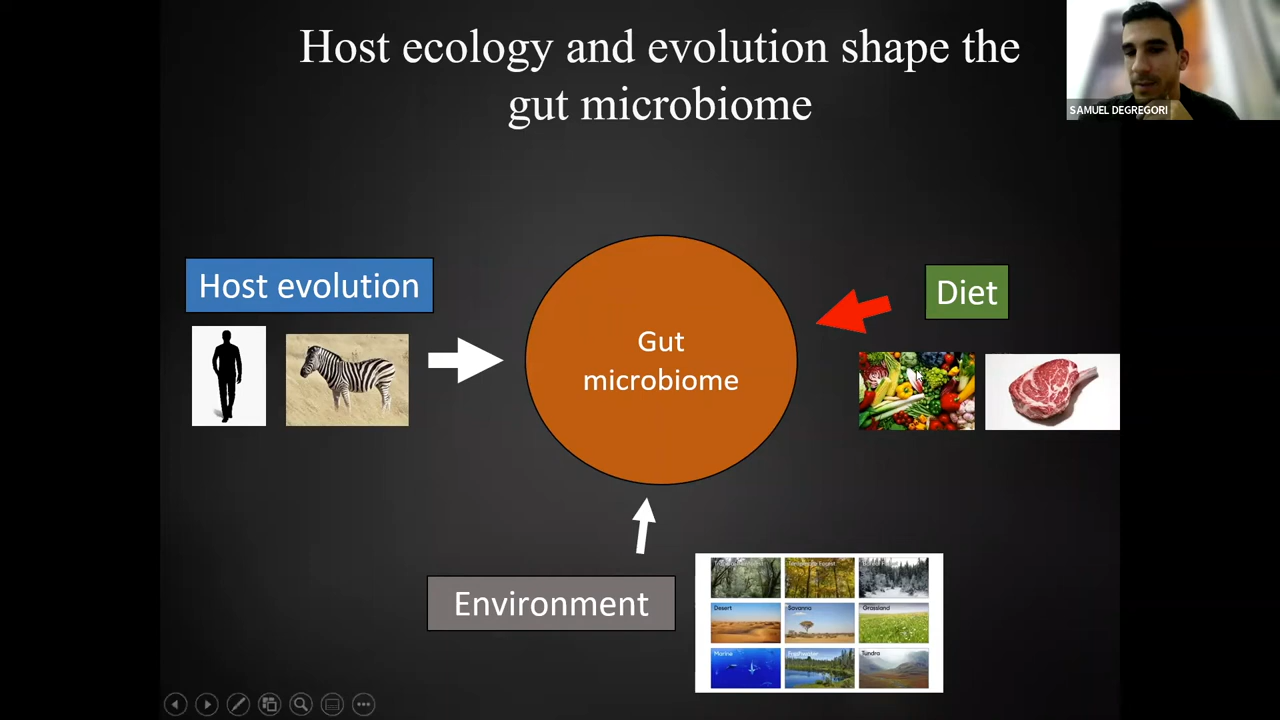 Host ecology and evolution shape the
gut microbiome
SAMUEL DEGREGORI
Host evolution
Diet
Gut
microbiome
Environment
Desert
Savanna
Grassland
Marine
Freshwater
Tundra